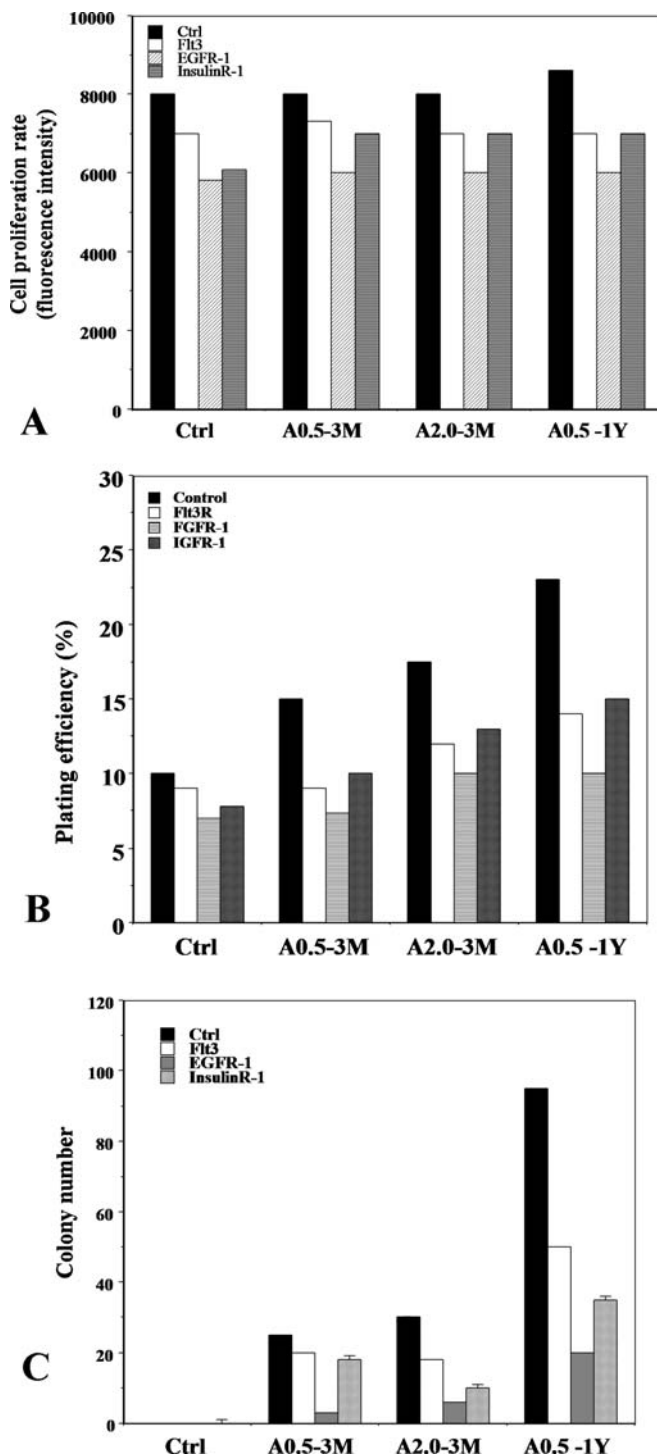 10000
8000
6000
4000
2000
0
Ctrl
Flt3
EGFR-1
InsulinR-1
Cell proliferation rate
(fluorescence intensity)
Ctrl A0.5-3M A2.0-3M A0.5 -1Y
A
30
25
20
15
10
5
0
Control
Flt3R
FGFR-1
IGFR-1
Plating efficiency (%)
Ctrl A0.5-3M A2.0-3M A0.5 -1Y
B
120
100
80
60
40
20
0
Ctrl
Flt3
EGFR-1
InsulinR-1
Colony number
Ctrl A0.5-3M A2.0-3M A0.5 -1Y
C